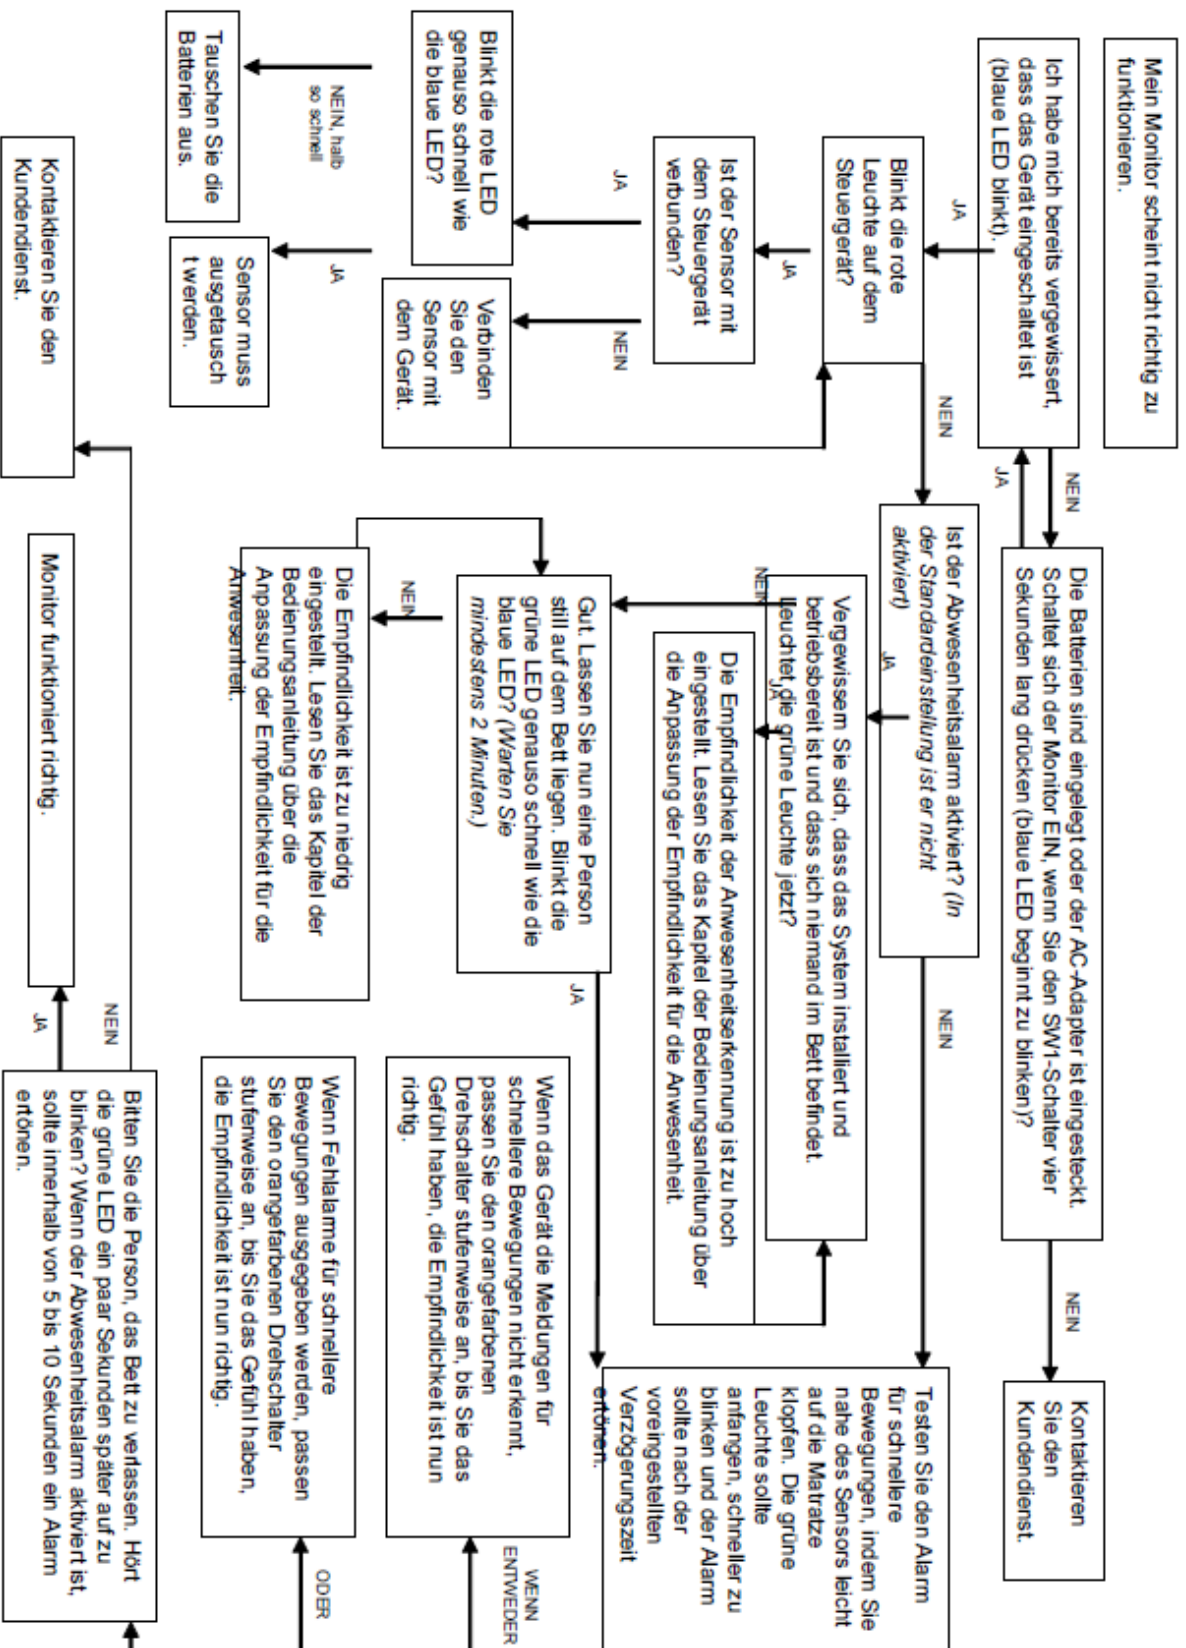 Mein Monitor scheint nicht richtig zu
funktionieren.
Ich habe mich bereits vergewissert,
dass das Gerät eingeschaltet ist
(blaue LED blinkt).
NEIN
JA
Die Batterien sind eingelegt oder der AC-Adapter ist eingesteckt.
Schaltet sich der Monitor EIN, wenn Sie den SW1-Schalter vier
Sekunden lang drücken (blaue LED beginnt zu blinken)?
NEIN
Kontaktieren
Sie den
Kundendienst.
JA
Blinkt die rote
Leuchte auf dem
Steuergerät?
NEIN
Ist der Abwesenheitsalarm aktiviert? (In
der Standardeinstellung ist er nicht
aktiviert)
NEIN
Testen Sie den Alarm
für schnellere
Bewegungen, indem Sie
nahe des Sensors leicht
auf die Matratze
klopfen. Die grüne
Leuchte sollte
anfangen, schneller zu
blinken und der Alarm
sollte nach der
voreingestellten
Verzögerungszeit
ertönen.
JA
JA
Ist der Sensor mit
dem Steuergerät
verbunden?
Vergewissern Sie sich, dass das System installiert und
betriebsbereit ist und dass sich niemand im Bett befindet.
Leuchtet die grüne Leuchte jetzt?
NEIN
JA
Die Empfindlichkeit der Anwesenheitserkennung ist zu hoch
eingestellt. Lesen Sie das Kapitel der Bedienungsanleitung über
die Anpassung der Empfindlichkeit für die Anwesenheit.
JA
NEIN
Blinkt die rote LED
genauso schnell wie
die blaue LED?
Verbinden
Sie den
Sensor mit
dem Gerät.
Gut. Lassen Sie nun eine Person
still auf dem Bett liegen. Blinkt die
grüne LED genauso schnell wie die
blaue LED? (Warten Sie
mindestens 2 Minuten.)
JA
NEIN
WENN
ENTWEDER
Wenn das Gerät die Meldungen für
schnellere Bewegungen nicht erkennt,
passen Sie den orangefarbenen
Drehschalter stufenweise an, bis Sie das
Gefühl haben, die Empfindlichkeit ist nun
richtig.
NEIN, halb
so schnell
JA
Die Empfindlichkeit ist zu niedrig
eingestellt. Lesen Sie das Kapitel der
Bedienungsanleitung über die
Anpassung der Empfindlichkeit für die
Anwesenheit.
ODER
Wenn Fehlalarme für schnellere
Bewegungen ausgegeben werden, passen
Sie den orangefarbenen Drehschalter
stufenweise an, bis Sie das Gefühl haben,
die Empfindlichkeit ist nun richtig.
Tauschen Sie die
Batterien aus.
Sensor muss
ausgetausch
t werden.
Kontaktieren Sie den
Kundendienst.
NEIN
Monitor funktioniert richtig.
JA
Bitten Sie die Person, das Bett zu verlassen. Hört
die grüne LED ein paar Sekunden später auf zu
blinken? Wenn der Abwesenheitsalarm aktiviert ist,
sollte innerhalb von 5 bis 10 Sekunden ein Alarm
ertönen.